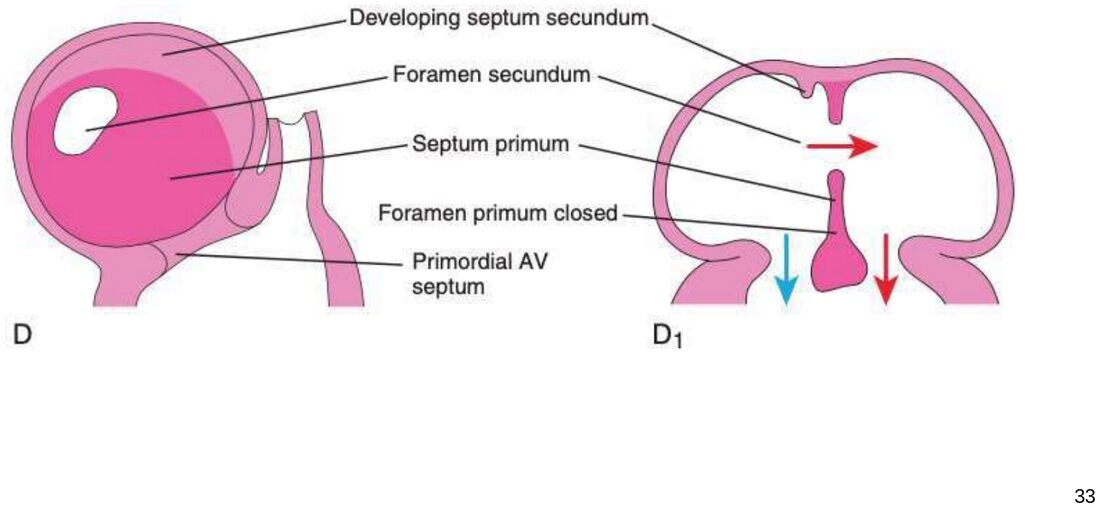 Developing septum secundum
Foramen secundum
Septum primum
Foramen primum closed
Primordial AV
septum
D
D1
33